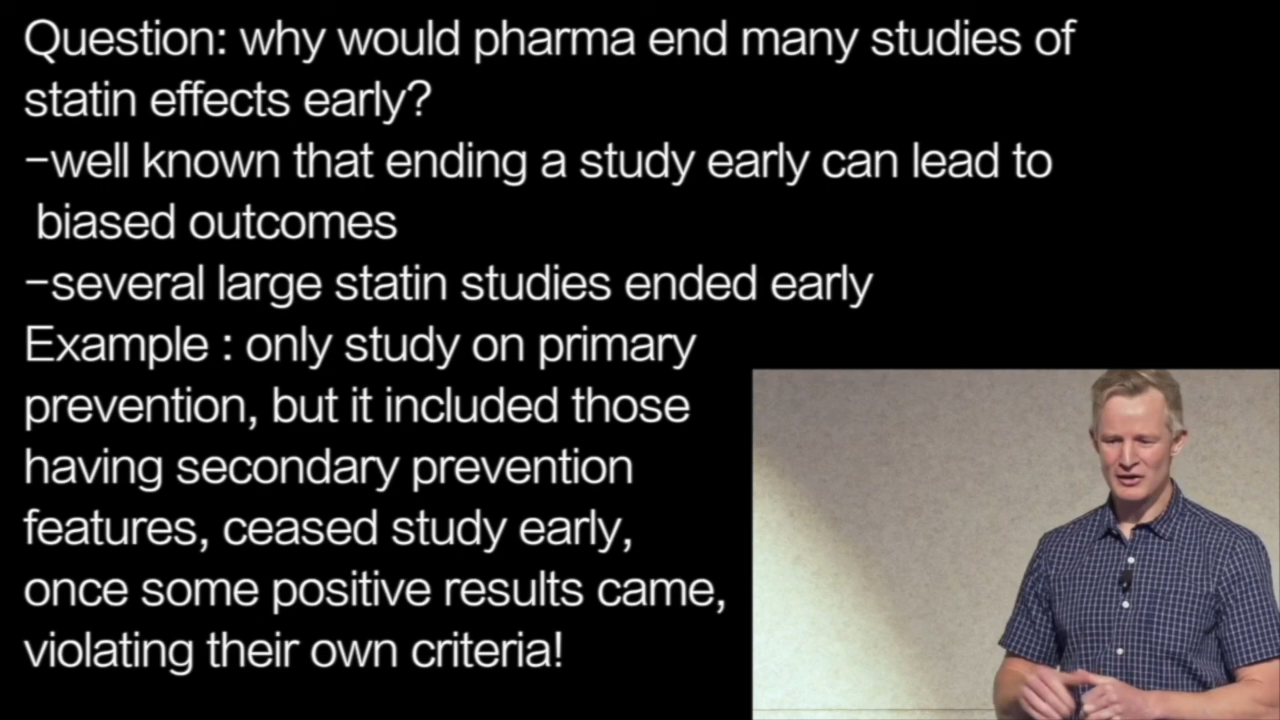 Question: why would pharma end many studies of
statin effects early?
−well known that ending a study early can lead to
biased outcomes
−several large statin studies ended early
Example : only study on primary
prevention, but it included those
having secondary prevention
features, ceased study early,
once some positive results came,
violating their own criteria!